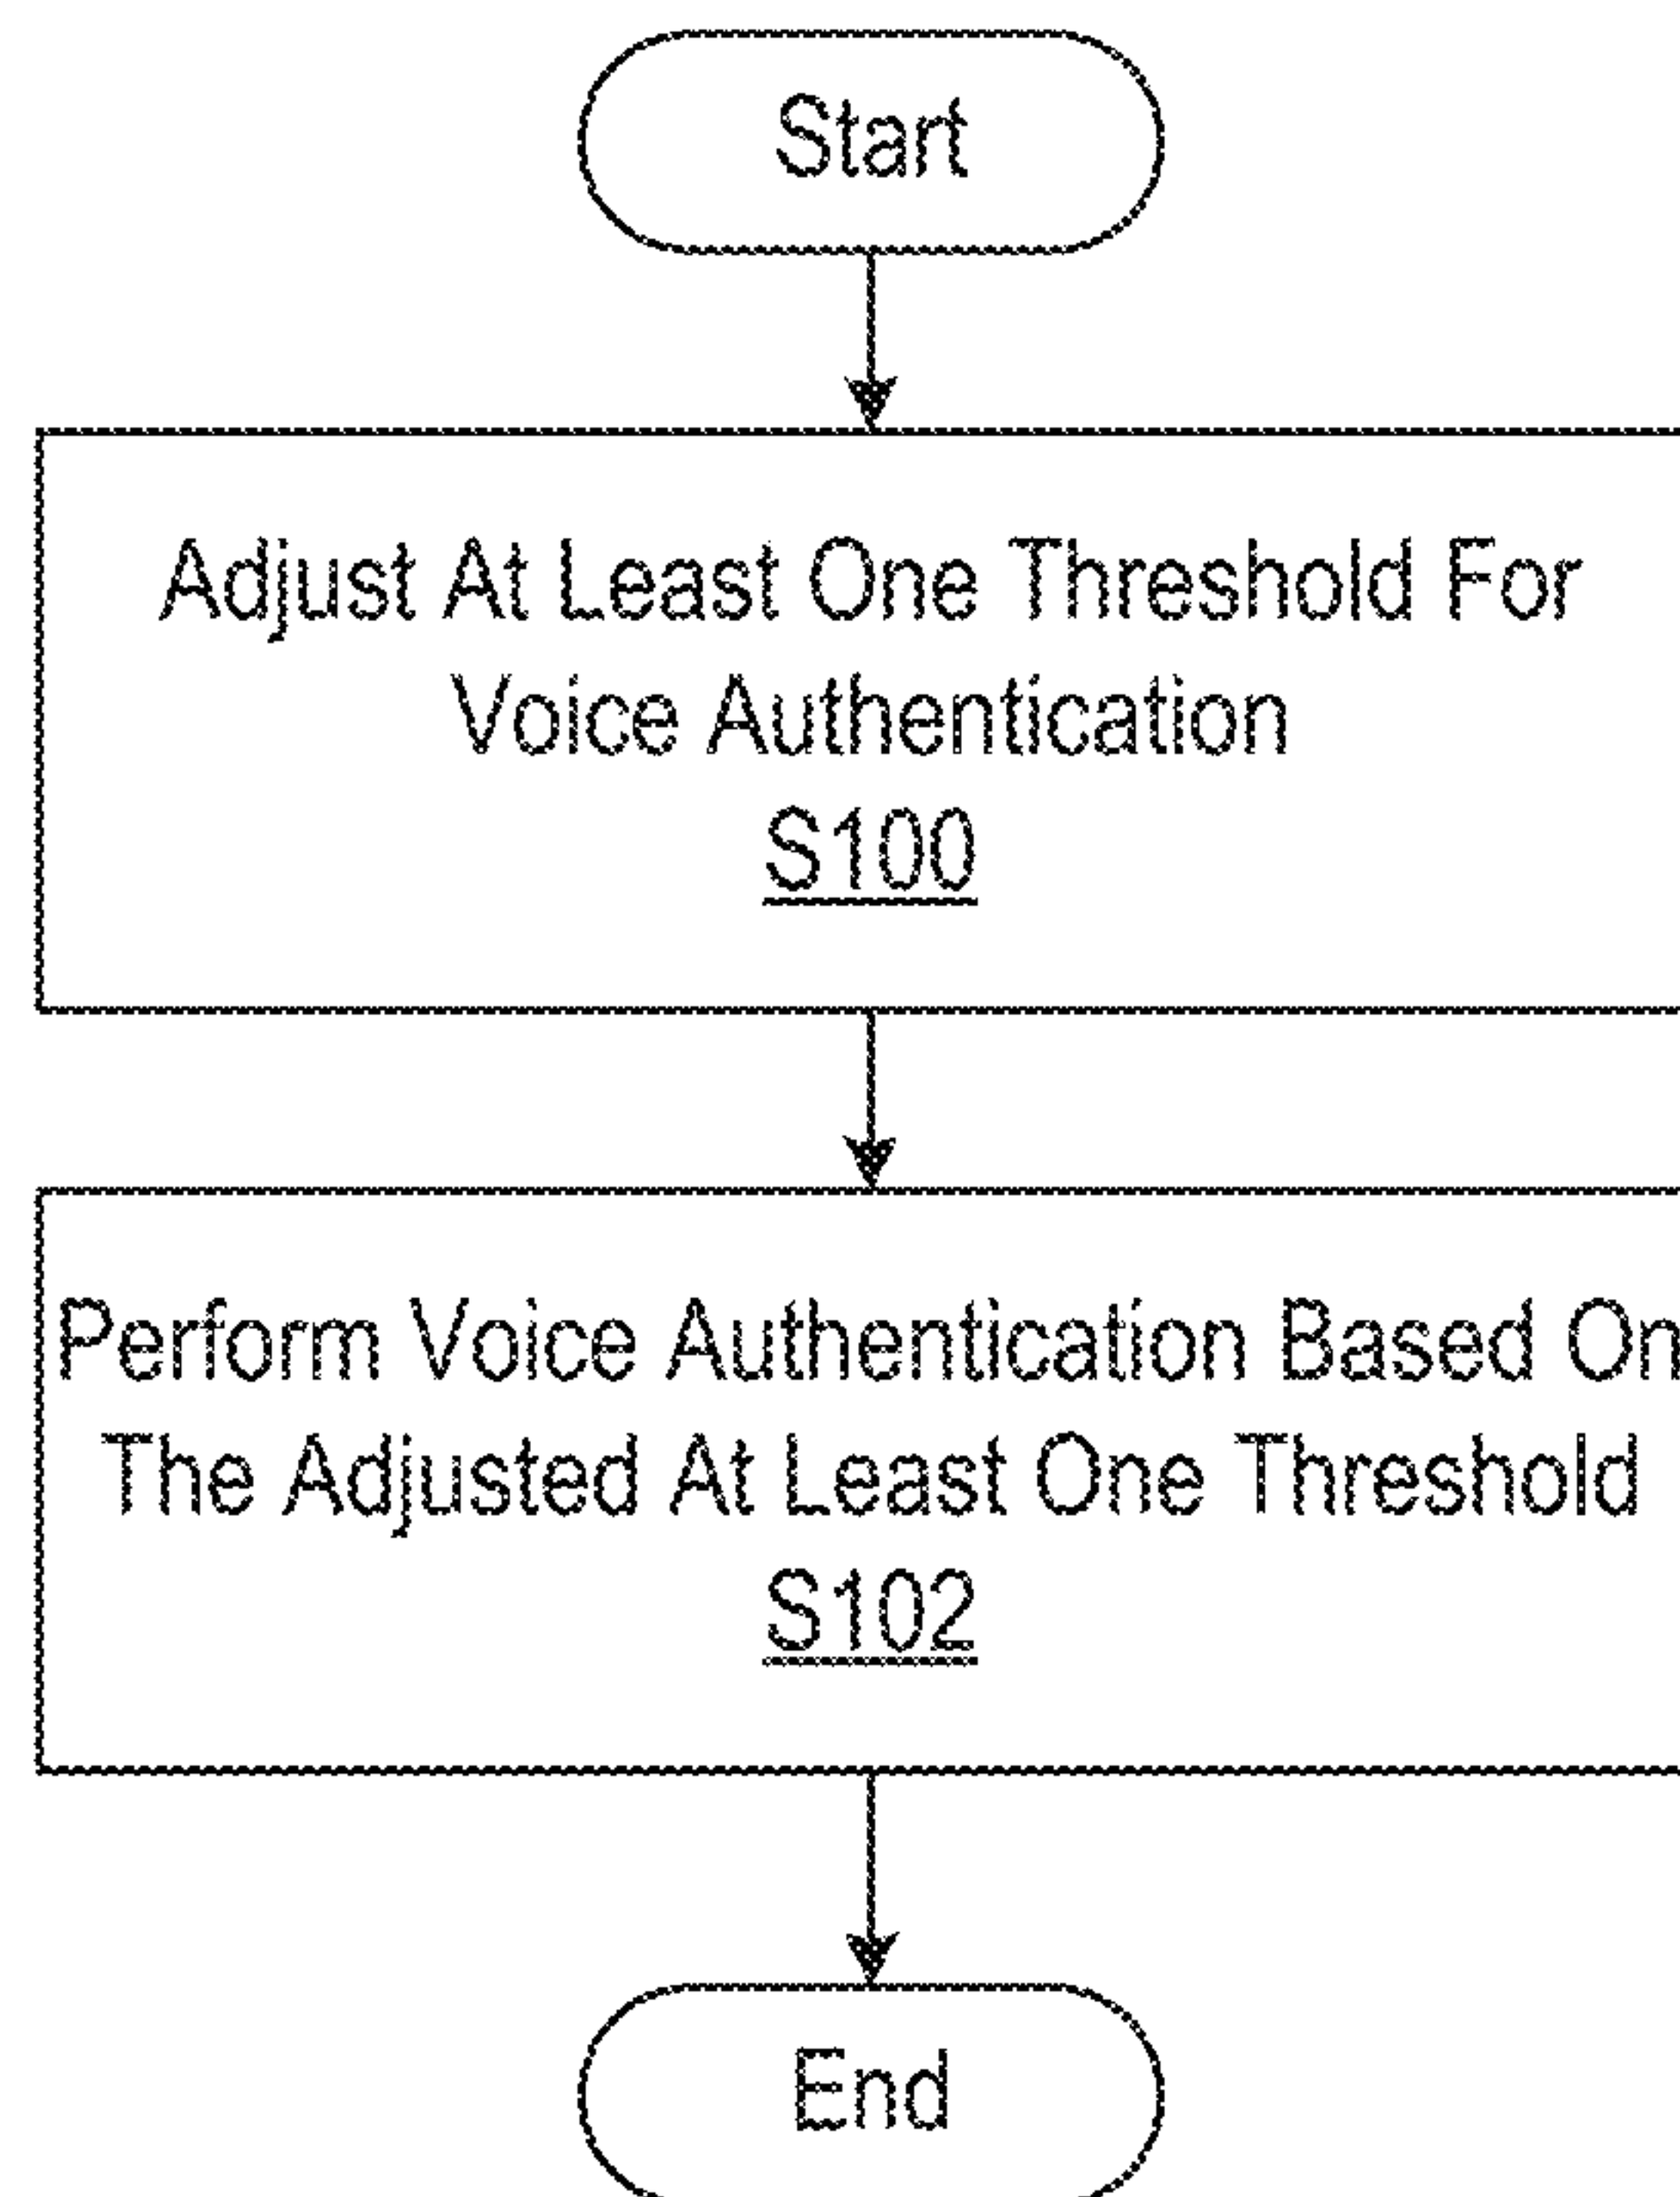 Start
Adjust At Least One Threshold For
Voice Authentication
S100
Perform Voice Authentication Based On
The Adjusted At Least One Threshold
S102
End